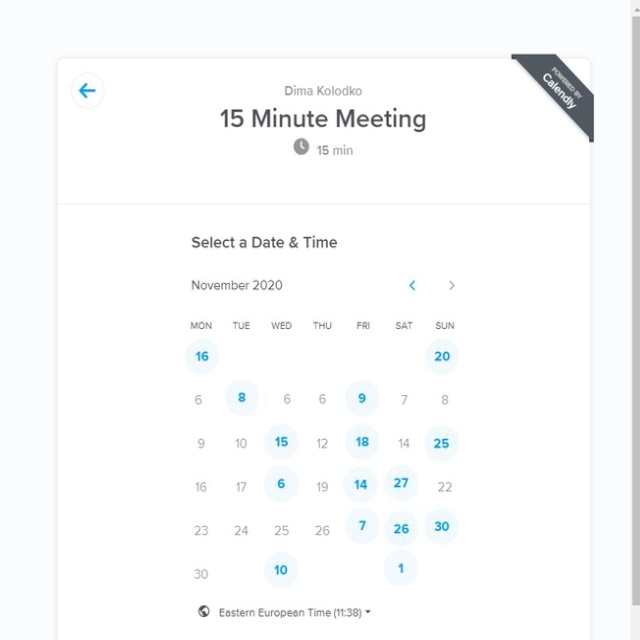 POWERED BY
Calendly
Dima Kolodko
15 Minute Meeting
15 min
Select a Date & Time
November 2020
MON TUE WED THU FRI SAT SUN
16 20
6 8 6 6 9 7 8
9 10 15 12 18 14 25
16 17 6 19 14 27 22
23 24 25 26 7 26 30
30 10 1
Eastern European Time (11:38)